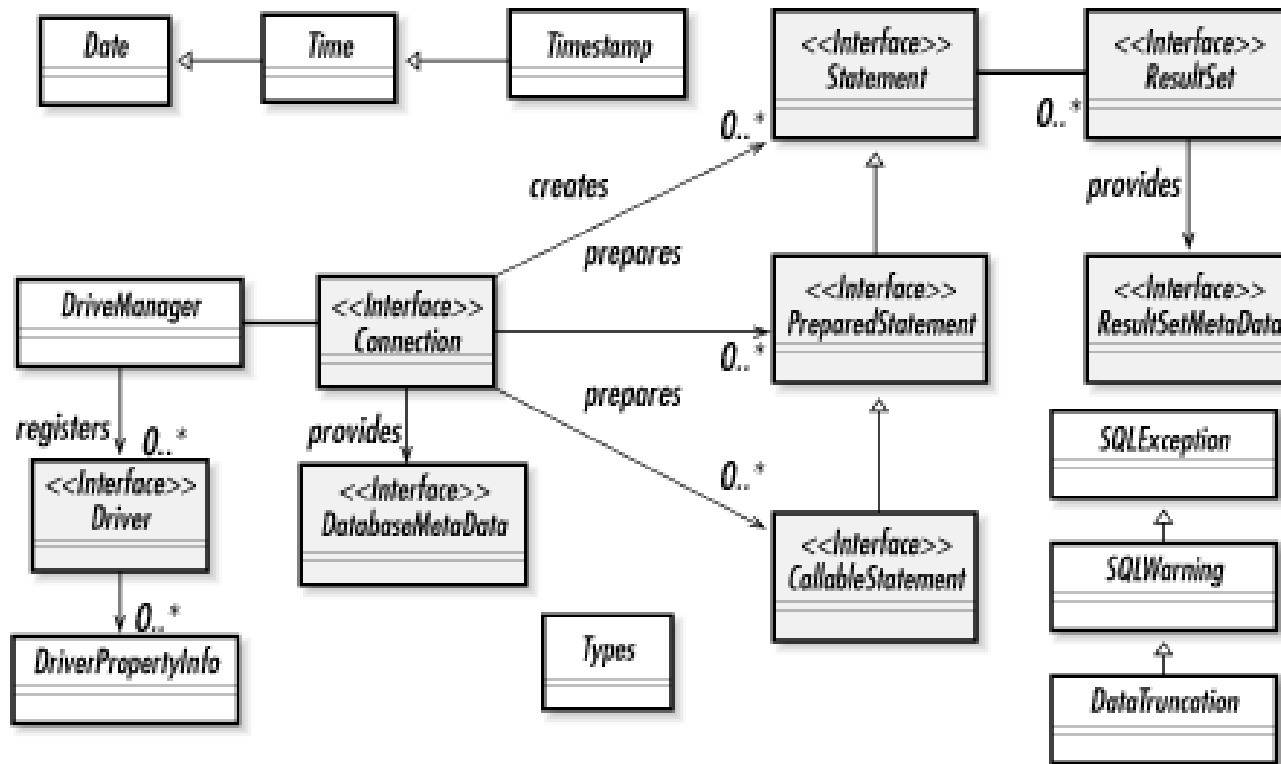 Date
Time
Timestamp
<<Interface>>
Statement
<<Interface>>
ResultSet
0..*
0..*
creates
provides
prepares
DriveManager
<<Interface>>
Connection
<<Interface>>
PreparedStatement
<<Interface>>
ResultSetMetaData
0..*
prepares
registers
0..*
provides
SQLException
<<Interface>>
Driver
<<Interface>>
DatabaseMetaData
0..*
<<Interface>>
CallableStatement
SQLWarning
0..*
DriverPropertyInfo
Types
DataTruncation